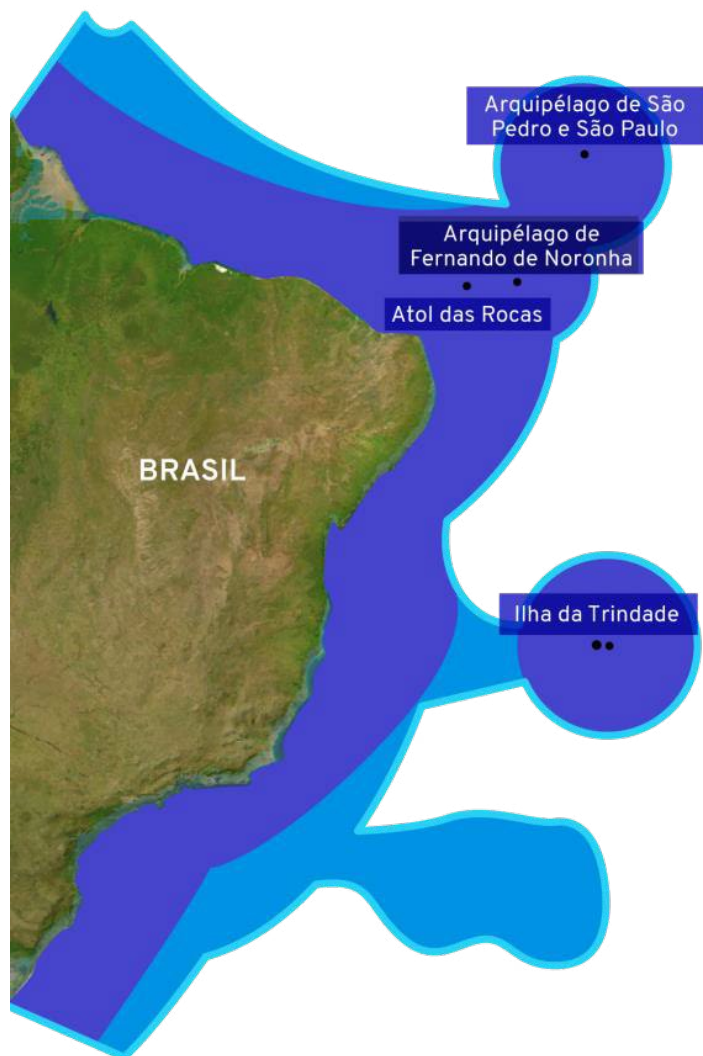 Arquipélago de São
Pedro e São Paulo
Arquipélago de
Fernando de Noronha
Atol das Rocas
BRASIL
Ilha da Trindade